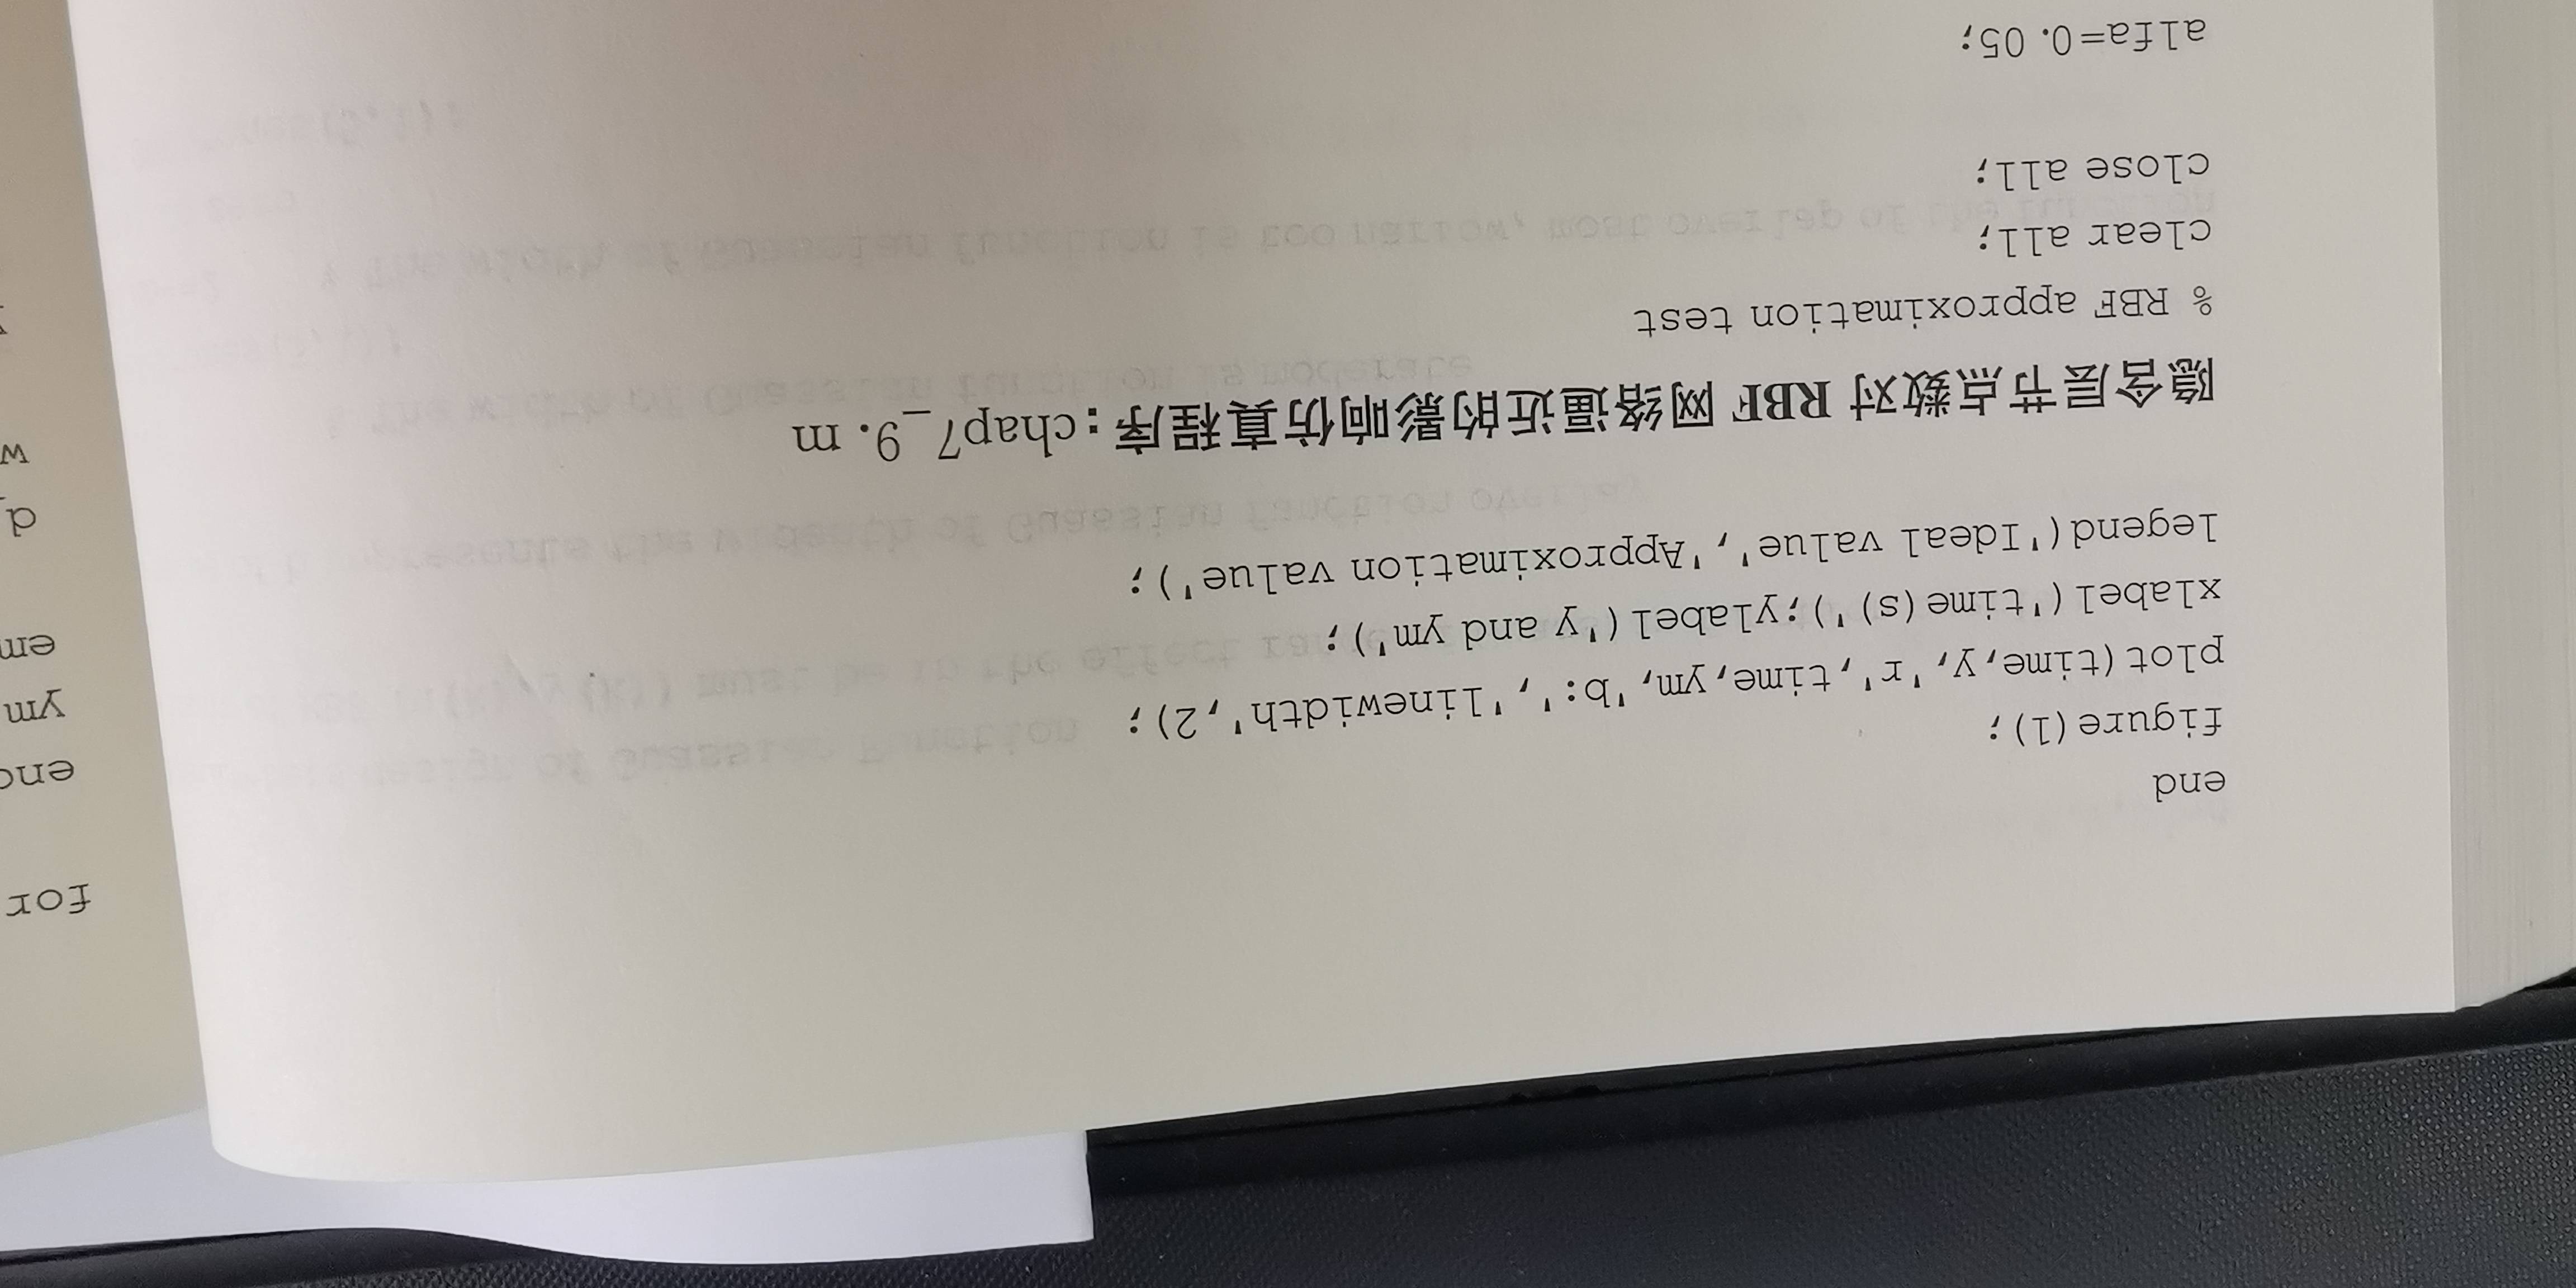 end
figure(1);
plot(time,y,'r',time,ym,'b:','linewidth',2);
xlabel('time(s)');ylabel('y and ym');
legend('Ideal value','Approximation value');
隐含层节点数对 RBF 网络逼近的影响仿真程序:chap7_9. m
% RBF approximation test
clear all;
close all;
alfa=0. 05;
for
ym
em